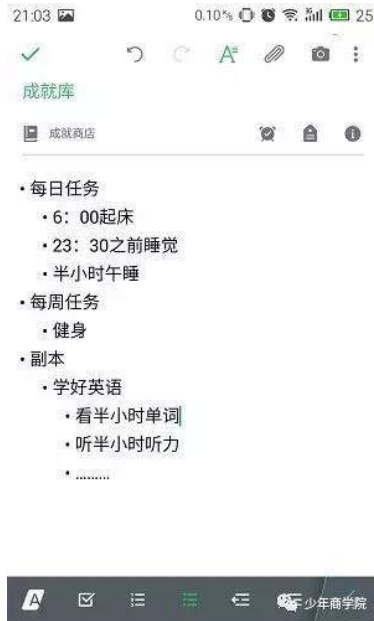 21:03 0.10% 25
成就库
成就商店
• 每日任务
• 6：00起床
• 23：30之前睡觉
• 半小时午睡
• 每周任务
• 健身
• 副本
• 学好英语
• 看半小时单词
• 听半小时听力
• .........
少年商学院